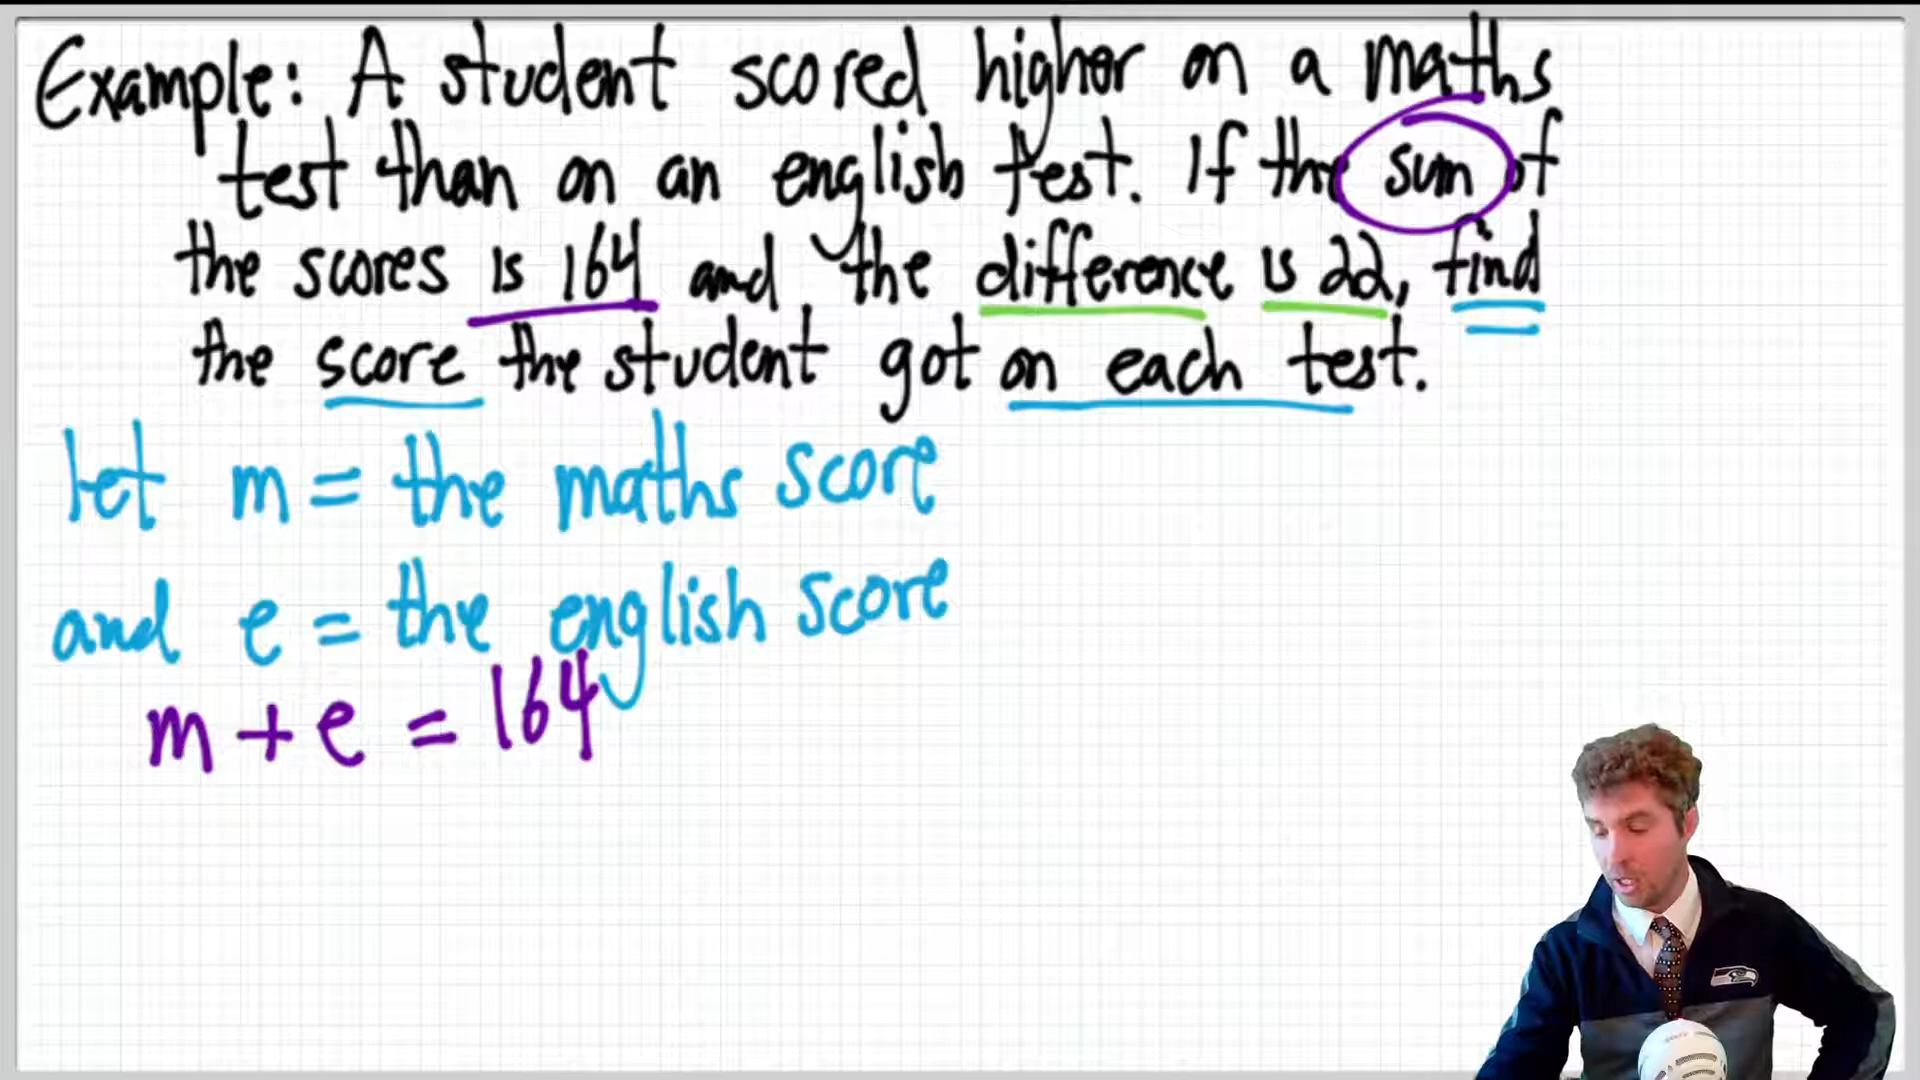 Example: A student scored higher on a maths
test than on an english test. If the sum of
the scores is 164 and the difference is 22, find
the score the student got on each test.
let m = the maths score
and e = the english score
m + e = 164